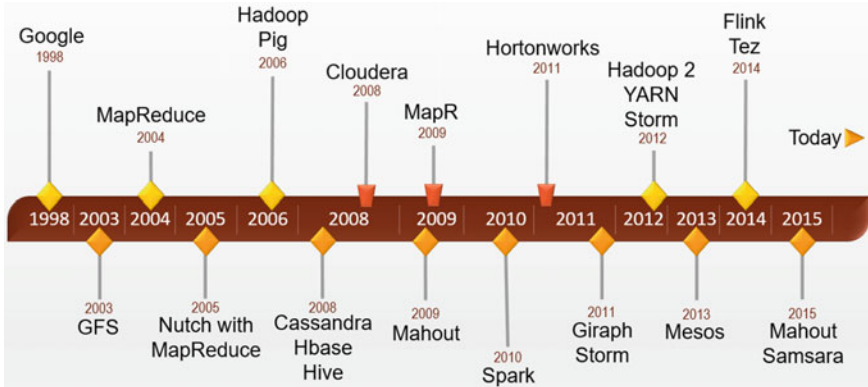 Google
1998
MapReduce
2004
Hadoop
Pig
2006
Cloudera
2008
MapR
2009
Hortonworks
2011
Hadoop 2
YARN
Storm
2012
Flink
Tez
2014
Today
1998 2003 2004 2005 2006 2008 2009 2010 2011 2012 2013 2014 2015
2003
GFS
2005
Nutch with
MapReduce
2008
Cassandra
Hbase
Hive
2009
Mahout
2010
Spark
2011
Giraph
Storm
2013
Mesos
2015
Mahout
Samsara